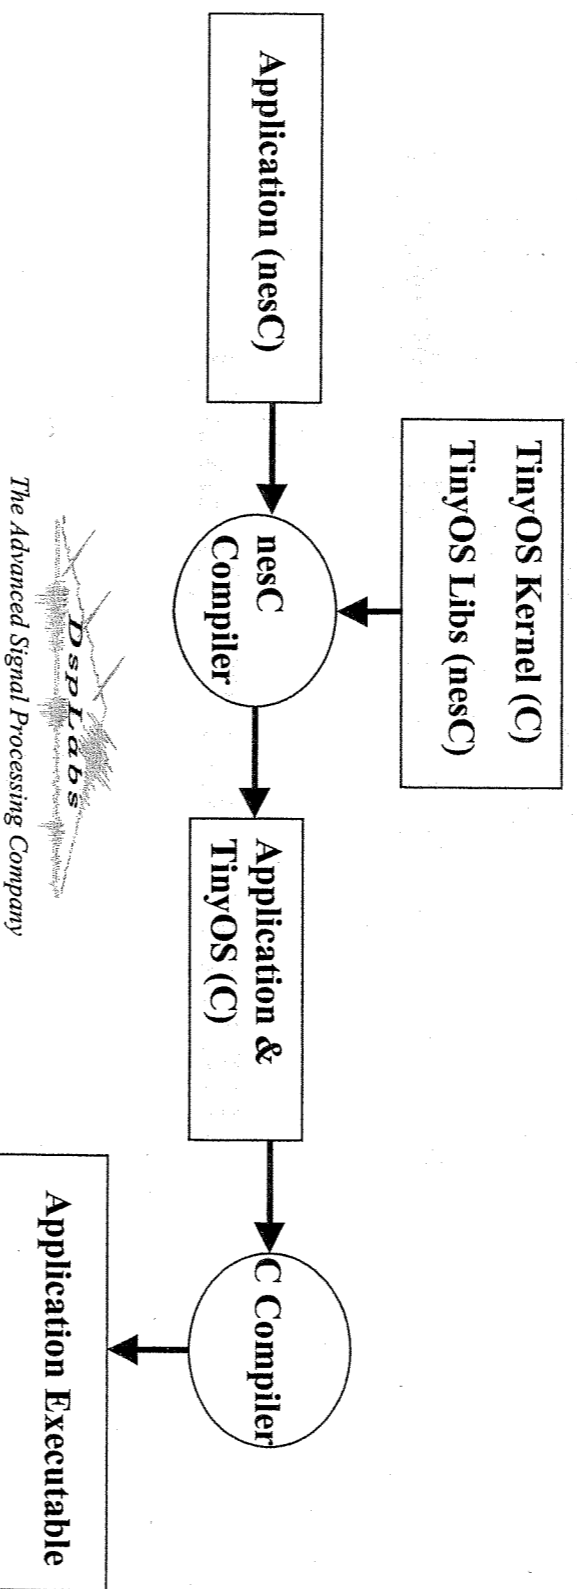 TinyOS Kernel (C)
TinyOS Libs (nesC)
Application (nesC)
nesC
Compiler
Application &
TinyOS (C)
C Compiler
Application Executable
DspLabs
The Advanced Signal Processing Company